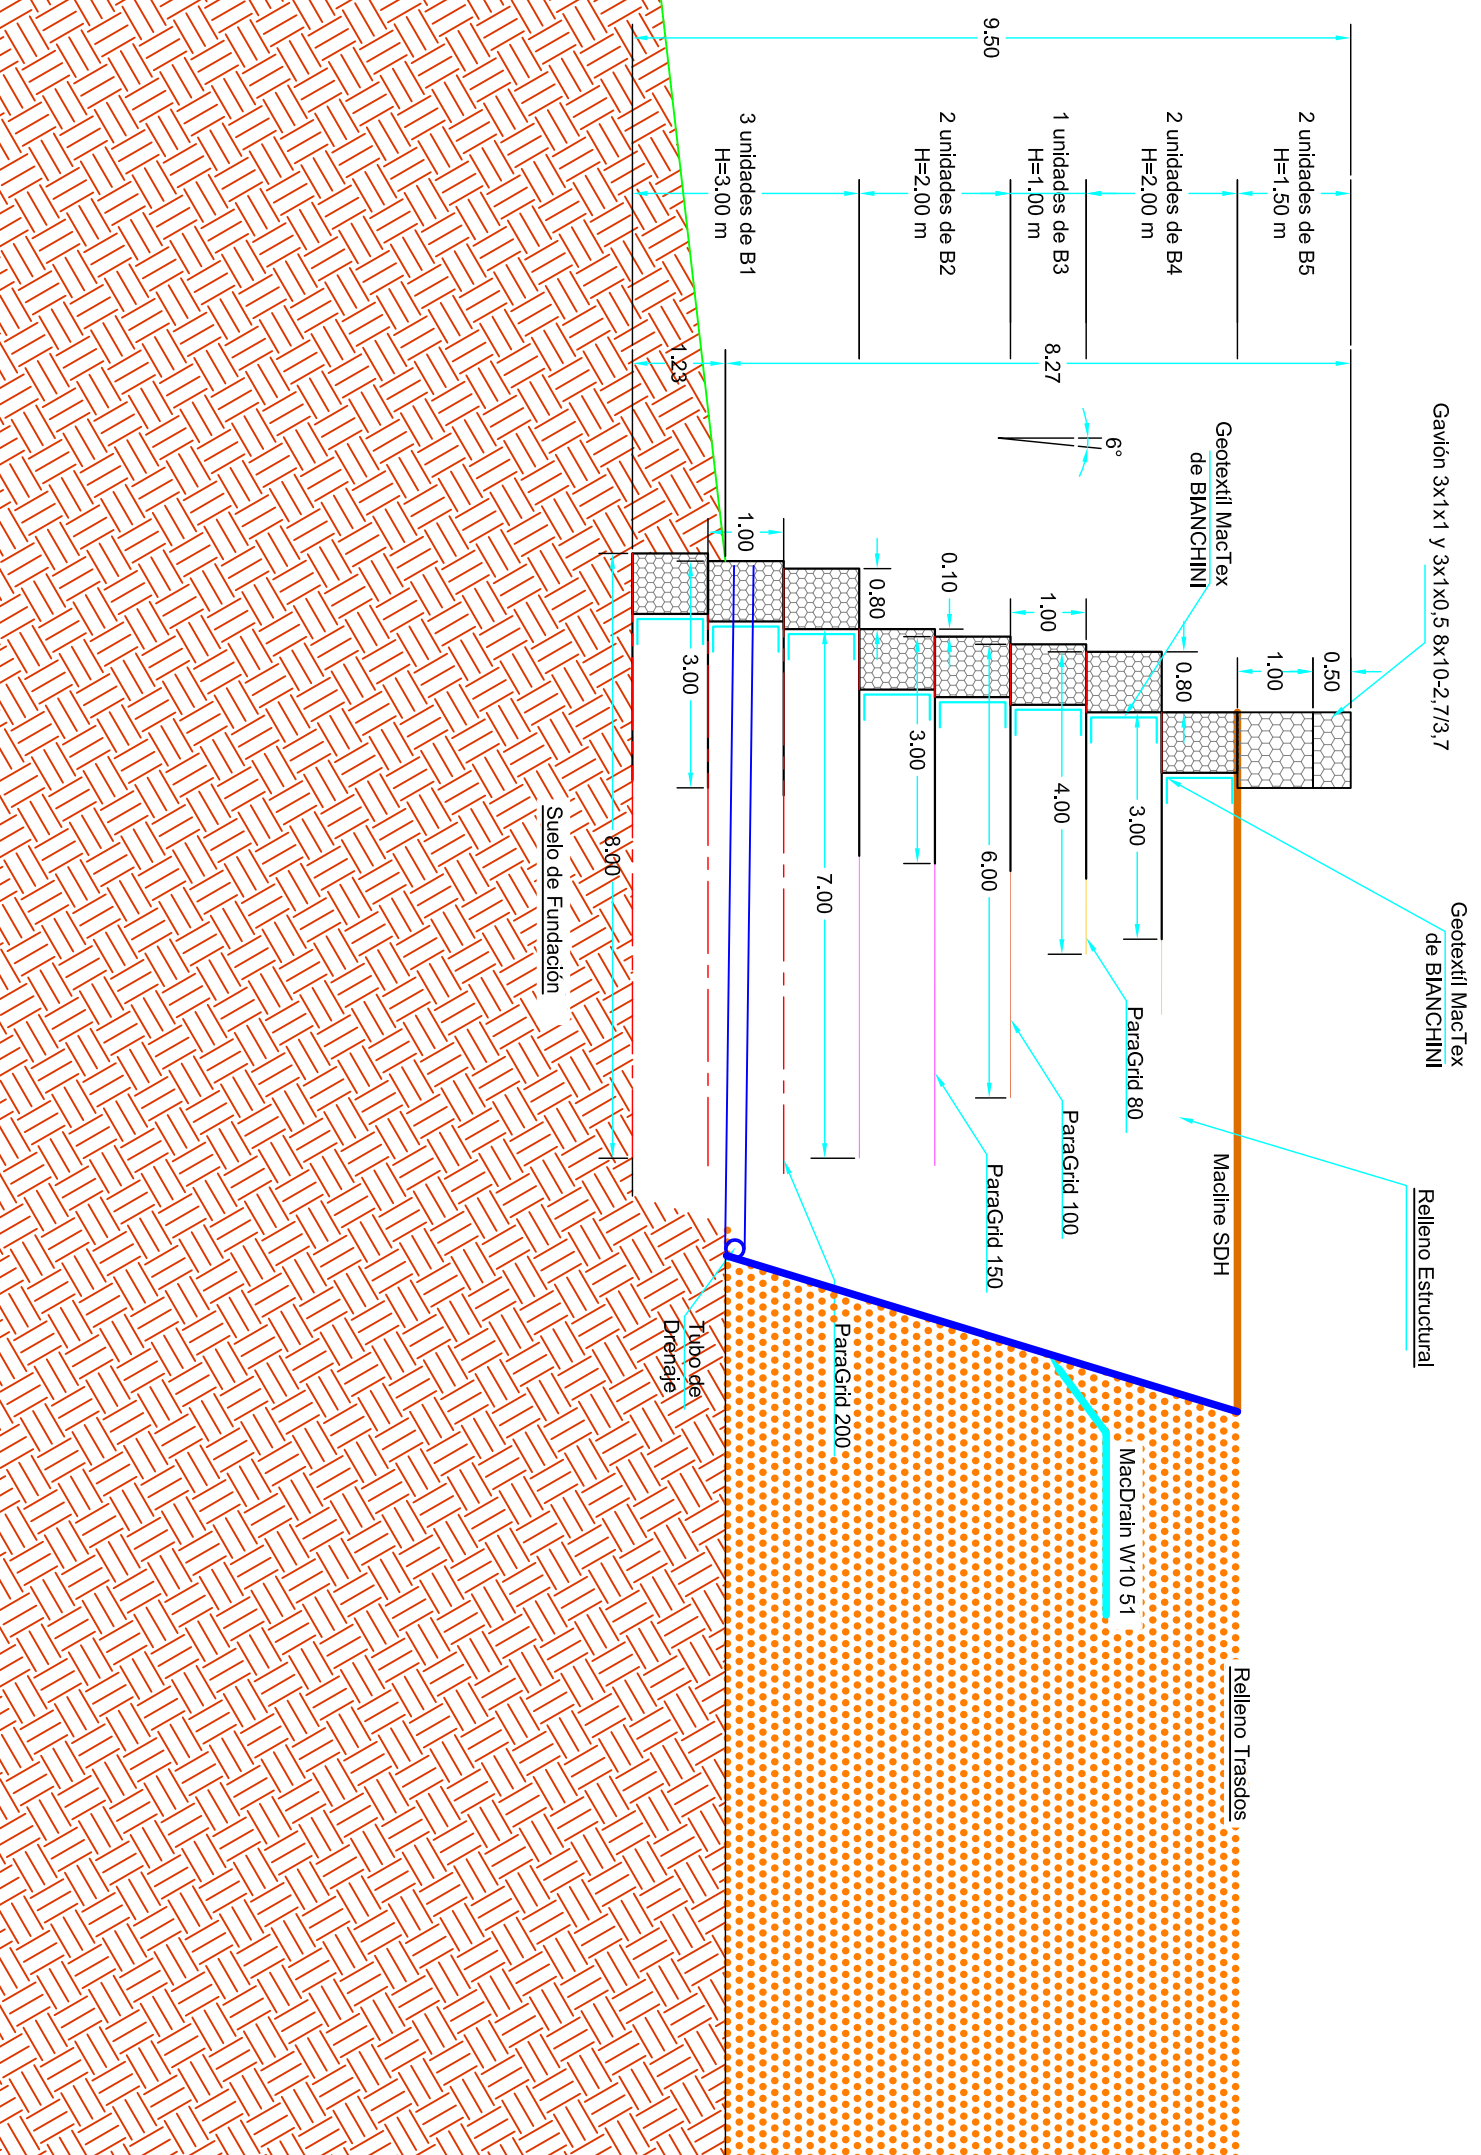 9.50
2 unidades de B5
H=1.50 m
2 unidades de B4
H=2.00 m
1 unidades de B3
H=1.00 m
2 unidades de B2
H=2.00 m
3 unidades de B1
H=3.00 m
8.27
1.23
6°
Gavión 3x1x1 y 3x1x0,5 8x10-2,7/3,7
Geotextíl MacTex
de BIANCHINI
0.50
1.00
0.80
1.00
0.10
0.80
1.00
3.00
4.00
6.00
3.00
7.00
3.00
8.00
Geotextíl MacTex
de BIANCHINI
Relleno Estructural
Macline SDH
ParaGrid 80
ParaGrid 100
ParaGrid 150
ParaGrid 200
Tubo de
Drenaje
Suelo de Fundación
MacDrain W10 51
Relleno Trasdos